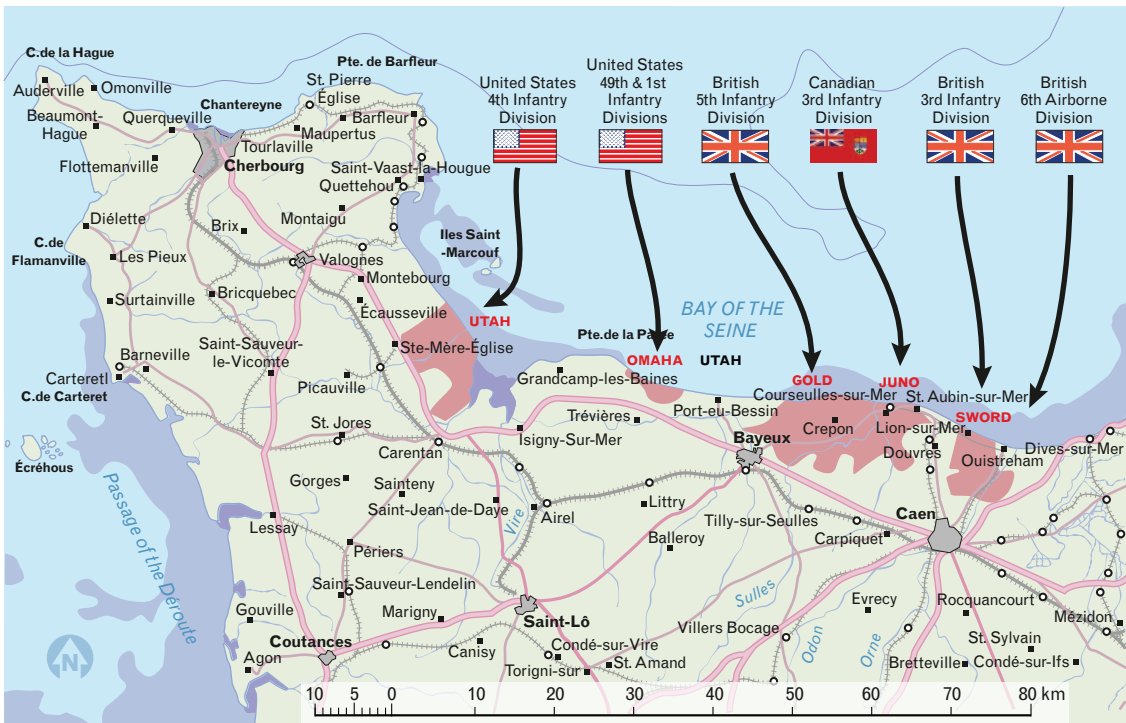 C.de la Hague
Auderville
Omonville
Beaumont-
Hague
Querqueville
Chantereyne
Flottemanville
Cherbourg
Tourlaville
Maupertus
St. Pierre
Église
Pte. de Barfleur
Barfleur
Saint-Vaast-la-Hougue
Quettehou
Montaigu
Brix
Diélette
C.de
Flamanville
Les Pieux
Valognes
Montebourg
Iles Saint
-Marcouf
Surtainville
Bricquebec
Écausseville
Saint-Sauveur-
le-Vicomte
Ste-Mère-Église
Barneville
Carteretl
C.de Carteret
Picauville
St. Jores
Carentan
Écréhous
Gorges
Sainteny
Saint-Jean-de-Daye
Lessay
Périers
Passage of the Déroute
Saint-Sauveur-Lendelin
Gouville
Marigny
Coutances
Agon
Canisy
N
United States
4th Infantry
Division
United States
49th & 1st
Infantry
Divisions
British
5th Infantry
Division
Canadian
3rd Infantry
Division
British
3rd Infantry
Division
British
6th Airborne
Division
UTAH
BAY OF THE
SEINE
OMAHA
UTAH
GOLD
JUNO
SWORD
Grandcamp-les-Baines
Isigny-Sur-Mer
Trévières
Port-eu-Bessin
Courseulles-sur-Mer
St. Aubin-sur-Mer
Crepon
Lion-sur-Mer
Douvres
Ouistreham
Dives-sur-Mer
Bayeux
Vire
Airel
Littry
Balleroy
Tilly-sur-Seulles
Carpiquet
Caen
Saint-Lô
Condé-sur-Vire
Torigni-sur
St. Amand
Villers Bocage
Sulles
Odon
Orne
Evrecy
Rocquancourt
Bretteville
St. Sylvain
Condé-sur-Ifs
Mézidon
10 5 0 10 20 30 40 50 60 70 80 km